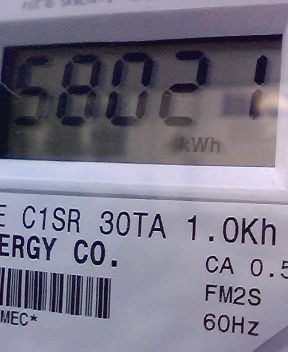 58021
kWh
E C1SR 30TA 1.0Kh
ERGY CO.
CA 0.5
FM2S
MEC*
60Hz